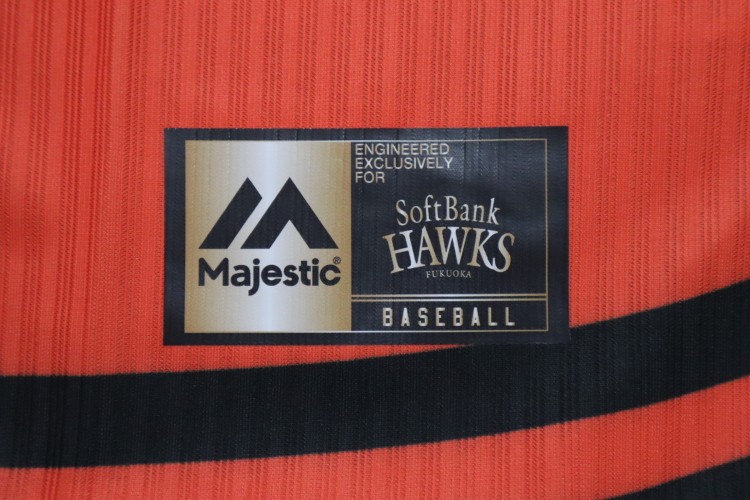 Majestic®
ENGINEERED
EXCLUSIVELY
FOR
SoftBank
HAWKS
FUKUOKA
BASEBALL